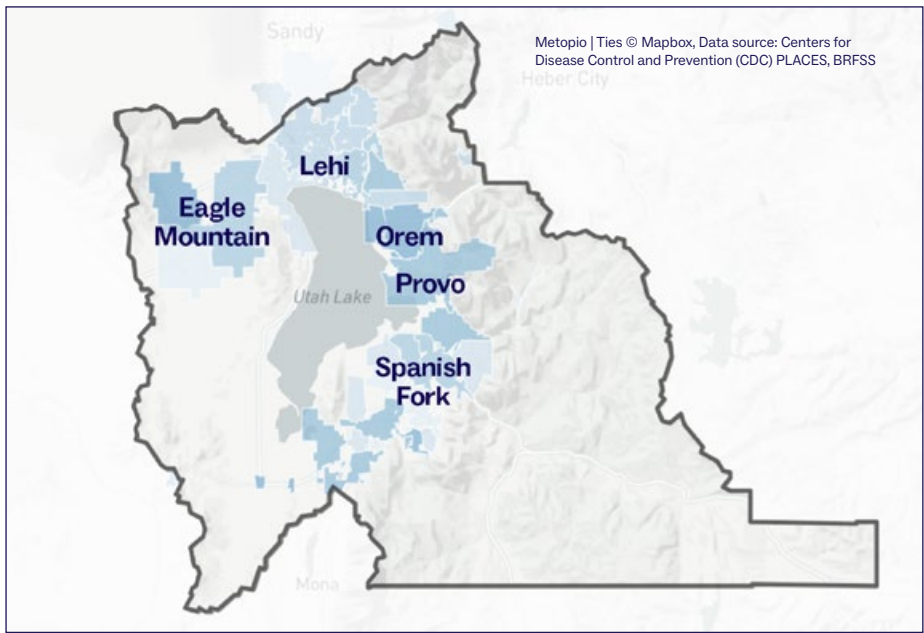 Sandy
Metopio | Ties © Mapbox, Data source: Centers for
Disease Control and Prevention (CDC) PLACES, BRFSS
Heber City
Lehi
Eagle
Mountain
Orem
Provo
Utah Lake
Spanish
Fork
Mona